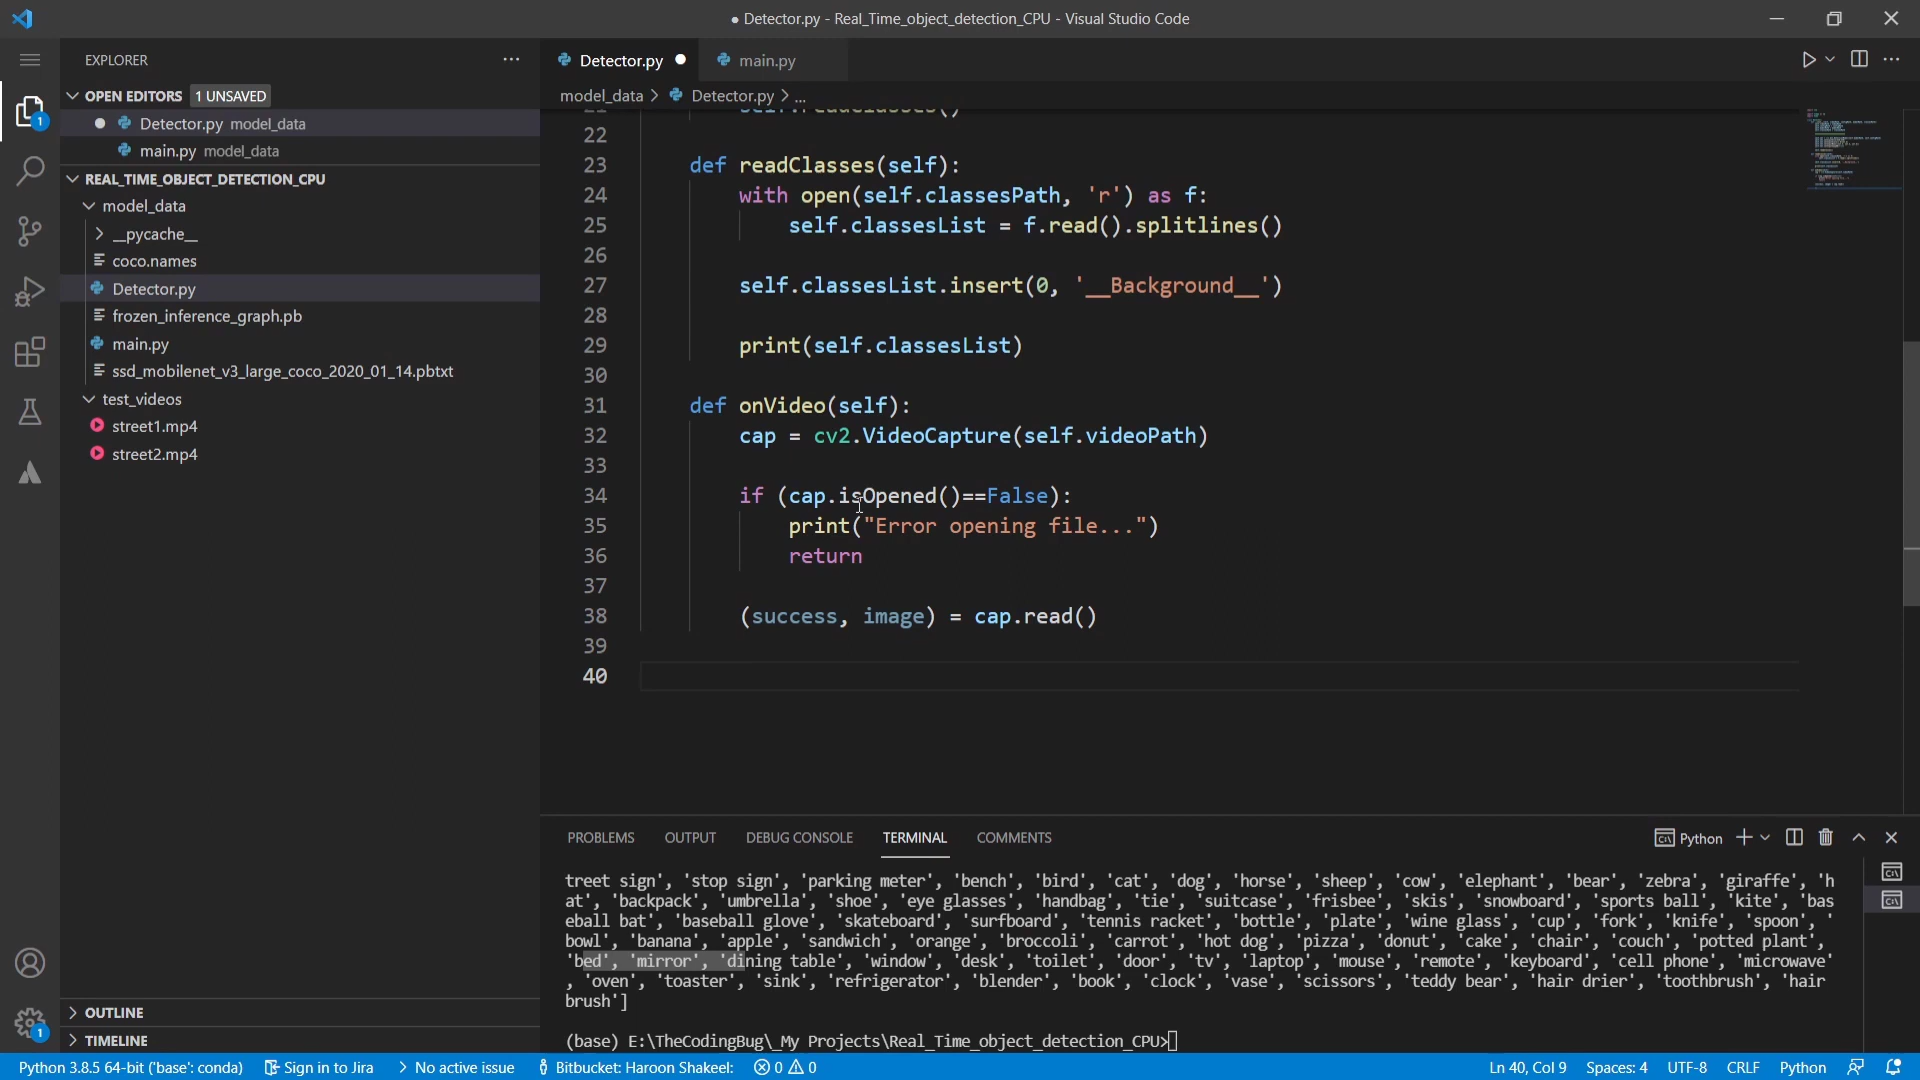 ● Detector.py - Real_Time_object_detection_CPU - Visual Studio Code
EXPLORER
OPEN EDITORS 1 UNSAVED
Detector.py model_data
main.py model_data
REAL_TIME_OBJECT_DETECTION_CPU
model_data
__pycache__
coco.names
Detector.py
frozen_inference_graph.pb
main.py
ssd_mobilenet_v3_large_coco_2020_01_14.pbtxt
test_videos
street1.mp4
street2.mp4
OUTLINE
TIMELINE
1
1
Detector.py
main.py
model_data > Detector.py > ...
21 self.readClasses()
22
23 def readClasses(self):
24 with open(self.classesPath, 'r') as f:
25 self.classesList = f.read().splitlines()
26
27 self.classesList.insert(0, '__Background__')
28
29 print(self.classesList)
30
31 def onVideo(self):
32 cap = cv2.VideoCapture(self.videoPath)
33
34 if (cap.isOpened()==False):
35 print("Error opening file...")
36 return
37
38 (success, image) = cap.read()
39
40
PROBLEMS OUTPUT DEBUG CONSOLE TERMINAL COMMENTS
Python
treet sign', 'stop sign', 'parking meter', 'bench', 'bird', 'cat', 'dog', 'horse', 'sheep', 'cow', 'elephant', 'bear', 'zebra', 'giraffe', 'h
at', 'backpack', 'umbrella', 'shoe', 'eye glasses', 'handbag', 'tie', 'suitcase', 'frisbee', 'skis', 'snowboard', 'sports ball', 'kite', 'bas
eball bat', 'baseball glove', 'skateboard', 'surfboard', 'tennis racket', 'bottle', 'plate', 'wine glass', 'cup', 'fork', 'knife', 'spoon', '
bowl', 'banana', 'apple', 'sandwich', 'orange', 'broccoli', 'carrot', 'hot dog', 'pizza', 'donut', 'cake', 'chair', 'couch', 'potted plant',
'bed', 'mirror', 'dining table', 'window', 'desk', 'toilet', 'door', 'tv', 'laptop', 'mouse', 'remote', 'keyboard', 'cell phone', 'microwave'
, 'oven', 'toaster', 'sink', 'refrigerator', 'blender', 'book', 'clock', 'vase', 'scissors', 'teddy bear', 'hair drier', 'toothbrush', 'hair
brush']
(base) E:\TheCodingBug\_My Projects\Real_Time_object_detection_CPU>
Python 3.8.5 64-bit ('base': conda) Sign in to Jira No active issue Bitbucket: Haroon Shakeel: 0 0 Ln 40, Col 9 Spaces: 4 UTF-8 CRLF Python